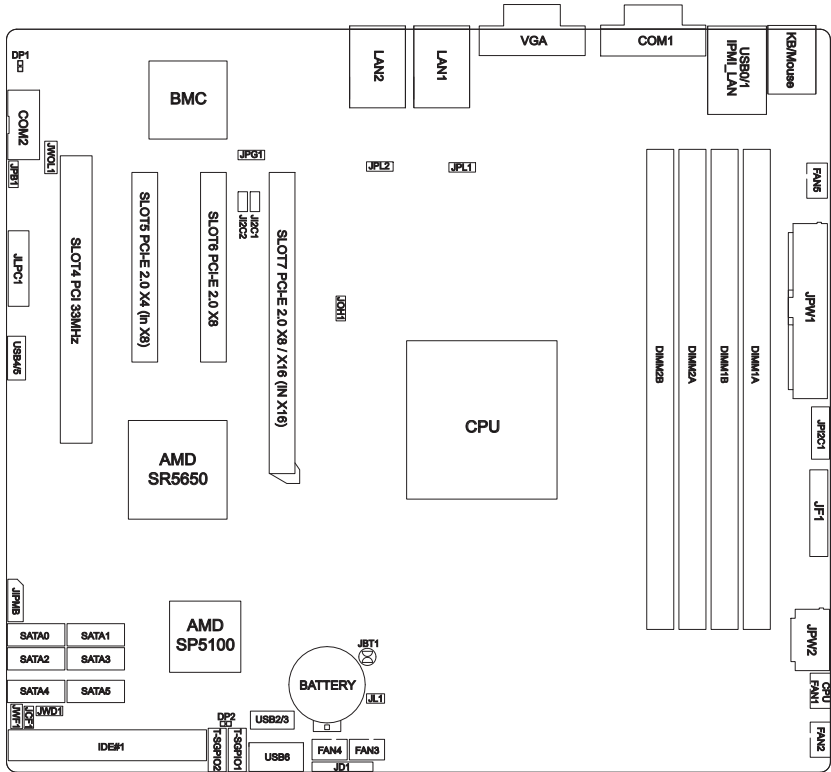 VGA
COM1
LAN2
LAN1
USB0/1
IPMI_LAN
KB/Mouse
DP1
BMC
COM2
JWOL1
JPB1
JPG1
JPL2
JPL1
FAN5
JI2C2
JI2C1
SLOT4 PCI 33MHz
SLOT5 PCI-E 2.0 X4 (In X8)
SLOT6 PCI-E 2.0 X8
SLOT7 PCI-E 2.0 X8 / X16 (IN X16)
JLPC1
JOH1
JPW1
USB4/5
DIMM2B
DIMM2A
DIMM1B
DIMM1A
CPU
JPI2C1
AMD
SR5650
JF1
JIPMB
AMD
SP5100
SATA0
SATA1
SATA2
SATA3
SATA4
SATA5
JBT1
BATTERY
JL1
JPW2
CPU
FAN1
JWF1
JCF1
JWD1
DP2
USB2/3
FAN2
IDE#1
T-SGPIO2
T-SGPIO1
USB6
FAN4
FAN3
JD1